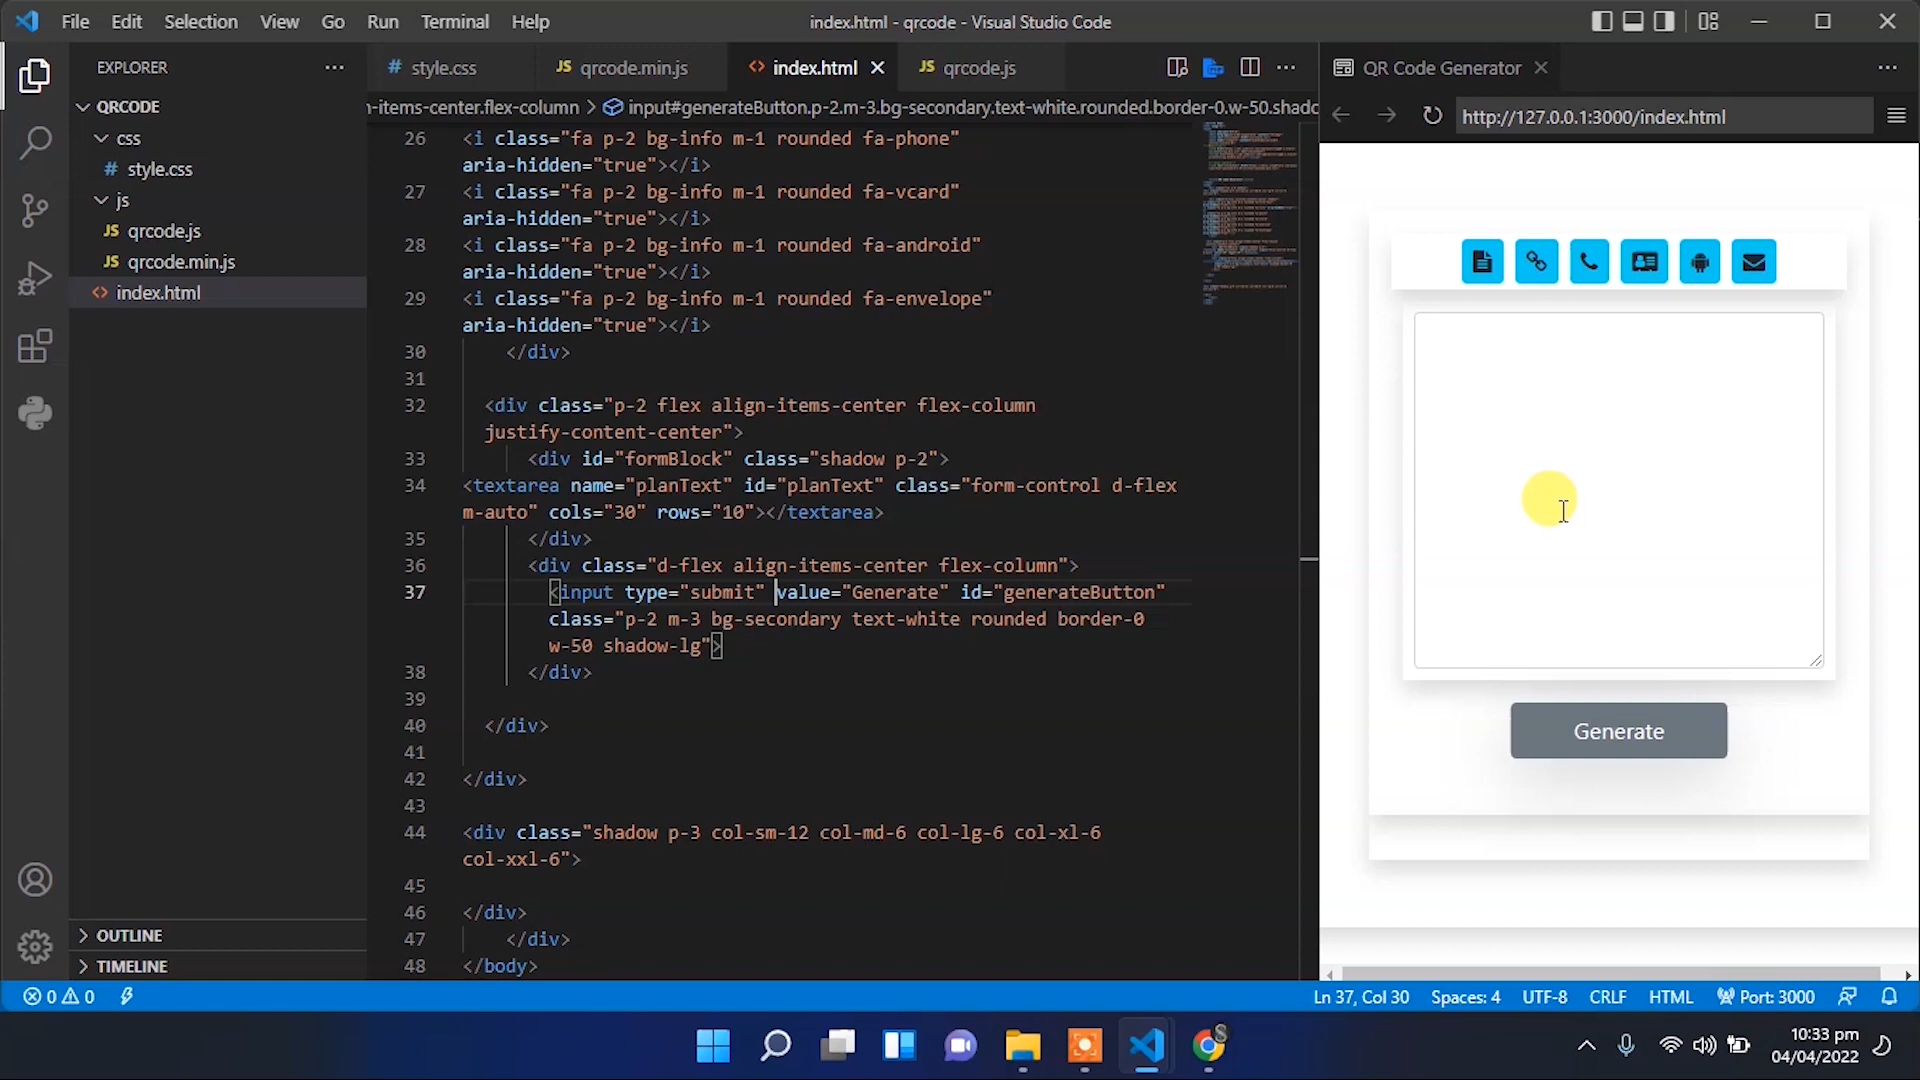 File Edit Selection View Go Run Terminal Help
index.html - qrcode - Visual Studio Code
EXPLORER
QRCODE
css
# style.css
js
JS qrcode.js
JS qrcode.min.js
<> index.html
OUTLINE
TIMELINE
# style.css
JS qrcode.min.js
<> index.html
JS qrcode.js
n-items-center.flex-column > input#generateButton.p-2.m-3.bg-secondary.text-white.rounded.border-0.w-50.shado
26 <i class="fa p-2 bg-info m-1 rounded fa-phone"
aria-hidden="true"></i>
27 <i class="fa p-2 bg-info m-1 rounded fa-vcard"
aria-hidden="true"></i>
28 <i class="fa p-2 bg-info m-1 rounded fa-android"
aria-hidden="true"></i>
29 <i class="fa p-2 bg-info m-1 rounded fa-envelope"
aria-hidden="true"></i>
30 </div>
31
32 <div class="p-2 flex align-items-center flex-column
justify-content-center">
33 <div id="formBlock" class="shadow p-2">
34 <textarea name="planText" id="planText" class="form-control d-flex
m-auto" cols="30" rows="10"></textarea>
35 </div>
36 <div class="d-flex align-items-center flex-column">
37 <input type="submit" value="Generate" id="generateButton"
class="p-2 m-3 bg-secondary text-white rounded border-0
w-50 shadow-lg">
38 </div>
39
40 </div>
41
42 </div>
43
44 <div class="shadow p-3 col-sm-12 col-md-6 col-lg-6 col-xl-6
col-xxl-6">
45
46 </div>
47 </div>
48 </body>
QR Code Generator
http://127.0.0.1:3000/index.html
Generate
0 0
Ln 37, Col 30 Spaces: 4 UTF-8 CRLF HTML Port: 3000
S
10:33 pm
04/04/2022